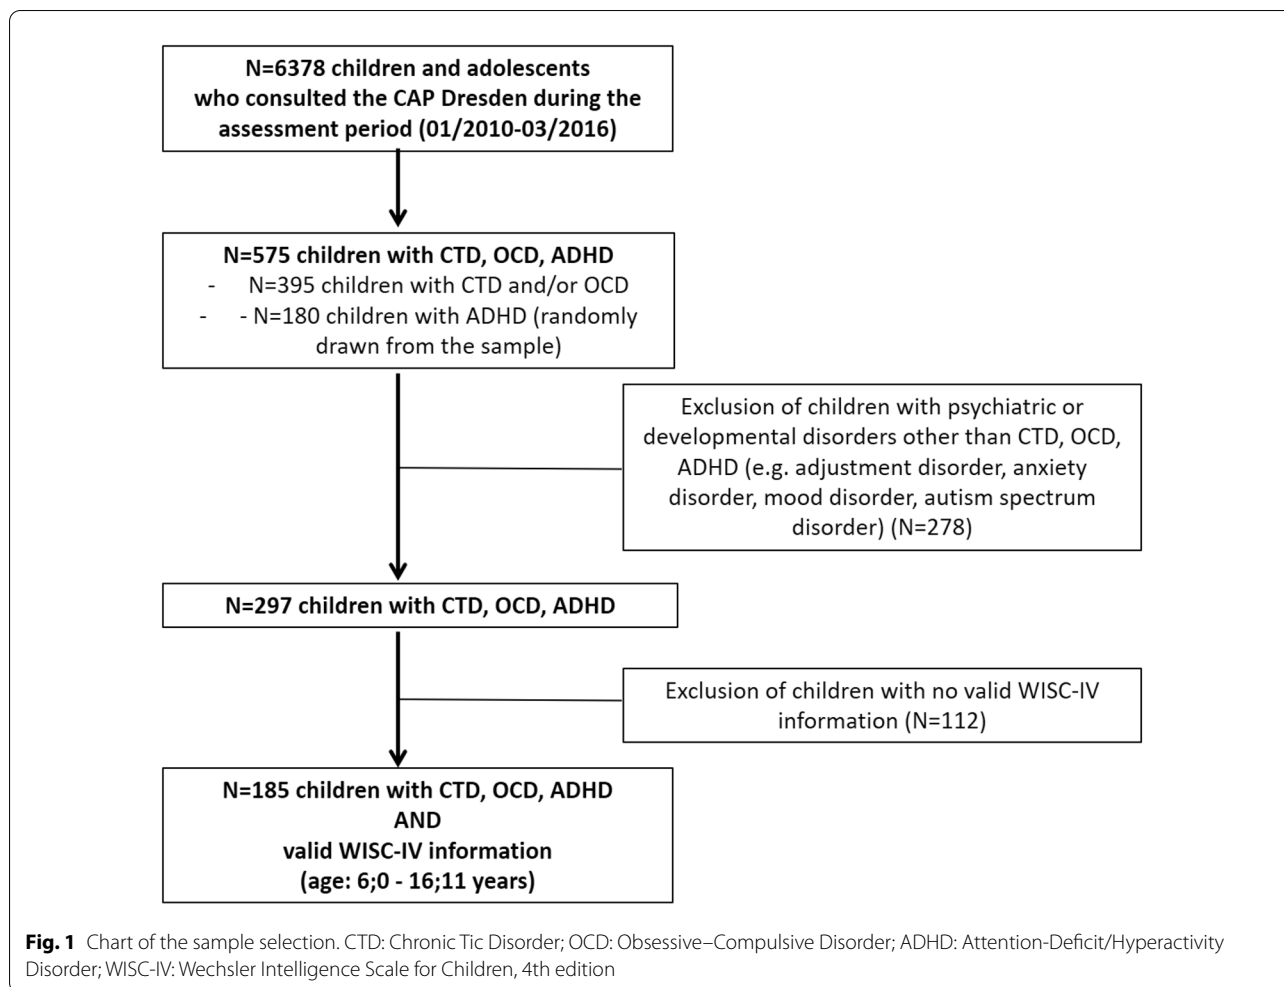 N=6378 children and adolescents
who consulted the CAP Dresden during the
assessment period (01/2010-03/2016)
N=575 children with CTD, OCD, ADHD
- N=395 children with CTD and/or OCD
- - N=180 children with ADHD (randomly
drawn from the sample)
Exclusion of children with psychiatric or
developmental disorders other than CTD, OCD,
ADHD (e.g. adjustment disorder, anxiety
disorder, mood disorder, autism spectrum
disorder) (N=278)
N=297 children with CTD, OCD, ADHD
Exclusion of children with no valid WISC-IV
information (N=112)
N=185 children with CTD, OCD, ADHD
AND
valid WISC-IV information
(age: 6;0 - 16;11 years)
Fig. 1 Chart of the sample selection. CTD: Chronic Tic Disorder; OCD: Obsessive–Compulsive Disorder; ADHD: Attention-Deficit/Hyperactivity
Disorder; WISC-IV: Wechsler Intelligence Scale for Children, 4th edition